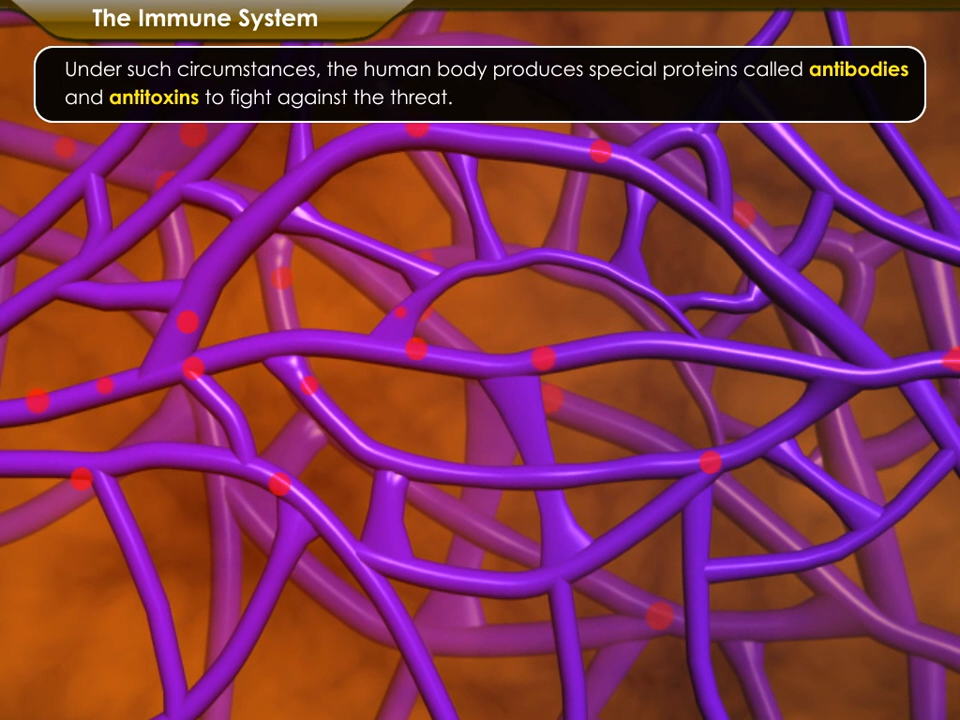 The Immune System
Under such circumstances, the human body produces special proteins called antibodies
and antitoxins to fight against the threat.